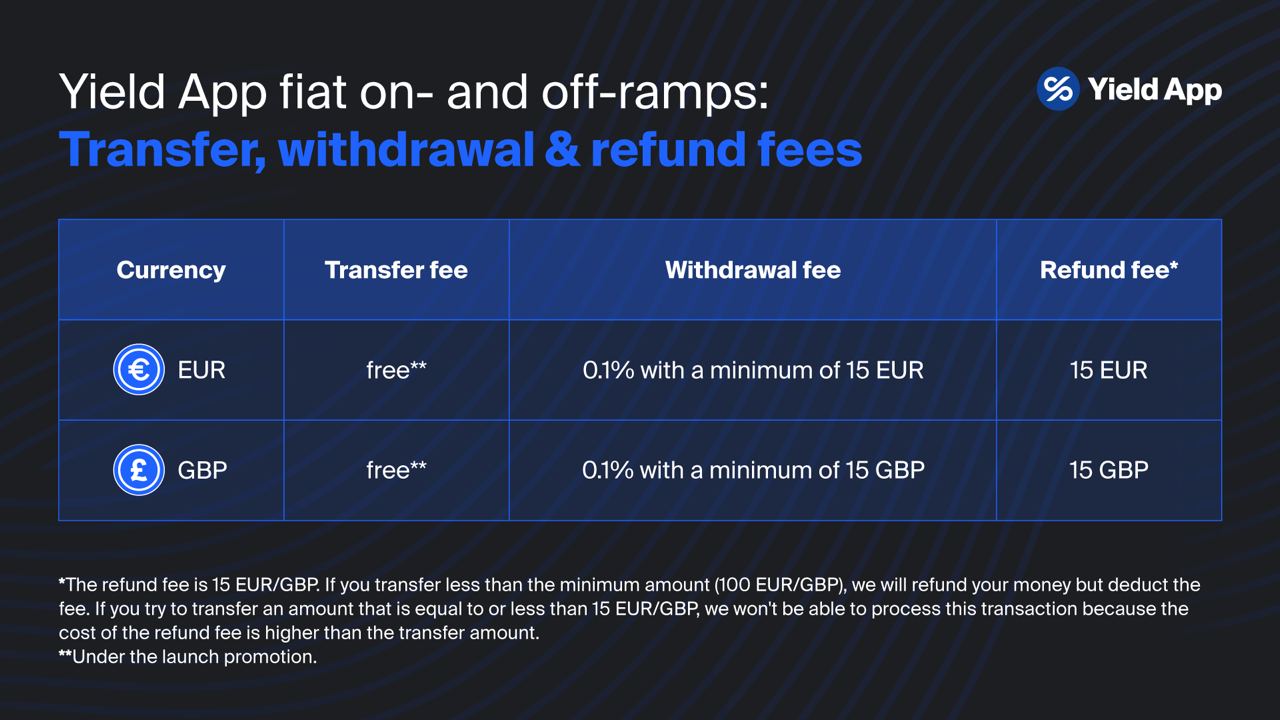 Yield App fiat on- and off-ramps:
Transfer, withdrawal & refund fees
Yield App
Currency
Transfer fee
Withdrawal fee
Refund fee*
€ EUR
free**
0.1% with a minimum of 15 EUR
15 EUR
£ GBP
free**
0.1% with a minimum of 15 GBP
15 GBP
*The refund fee is 15 EUR/GBP. If you transfer less than the minimum amount (100 EUR/GBP), we will refund your money but deduct the
fee. If you try to transfer an amount that is equal to or less than 15 EUR/GBP, we won't be able to process this transaction because the
cost of the refund fee is higher than the transfer amount.
**Under the launch promotion.